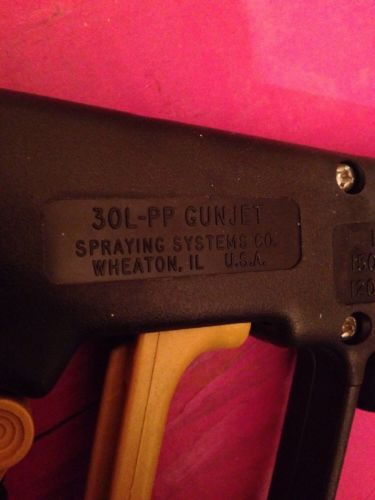 30L-PP GUNJET
SPRAYING SYSTEMS CO.
WHEATON, IL U.S.A.